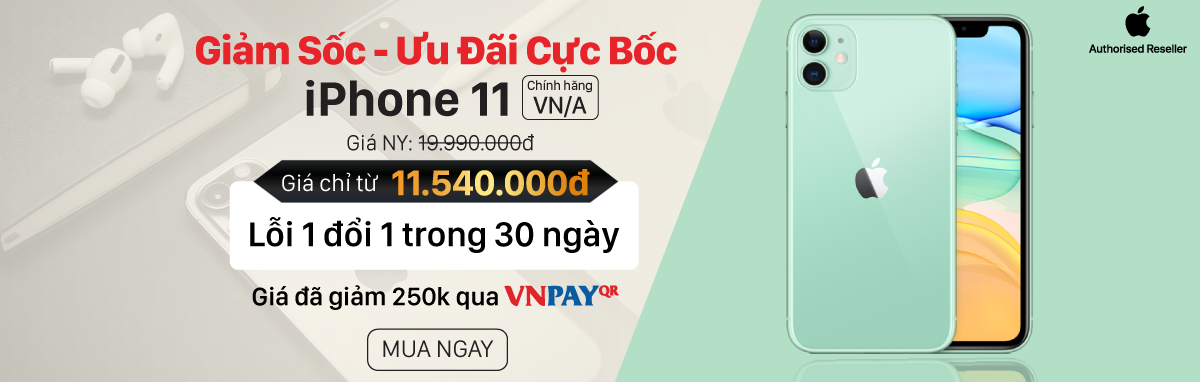 Giảm Sốc - Ưu Đãi Cực Bốc
iPhone 11
Chính hãng
VN/A
Giá NY: 19.990.000đ
Giá chỉ từ 11.540.000đ
Lỗi 1 đổi 1 trong 30 ngày
Giá đã giảm 250k qua VNPAYQR
MUA NGAY
Authorised Reseller